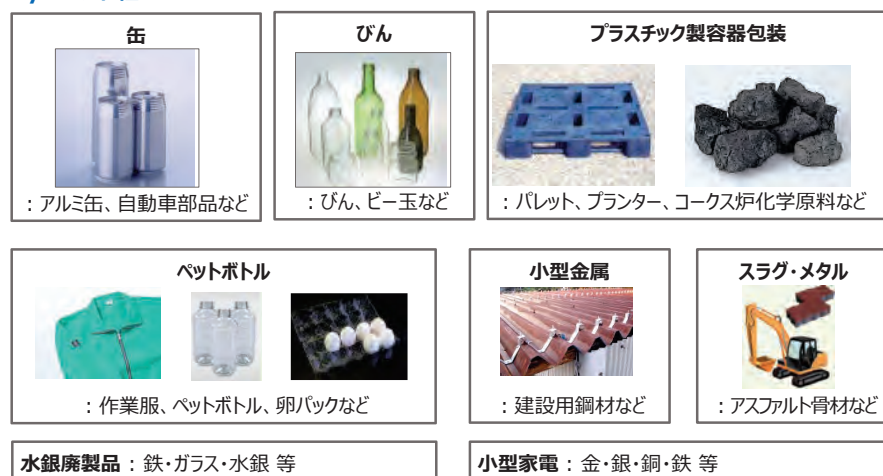 缶
びん
プラスチック製容器包装
：アルミ缶、自動車部品など
：びん、ビー玉など
：パレット、プランター、コークス炉化学原料など
ペットボトル
小型金属
スラグ・メタル
：作業服、ペットボトル、卵パックなど
：建設用鋼材など
：アスファルト骨材など
水銀廃製品：鉄・ガラス・水銀 等
小型家電：金・銀・銅・鉄 等